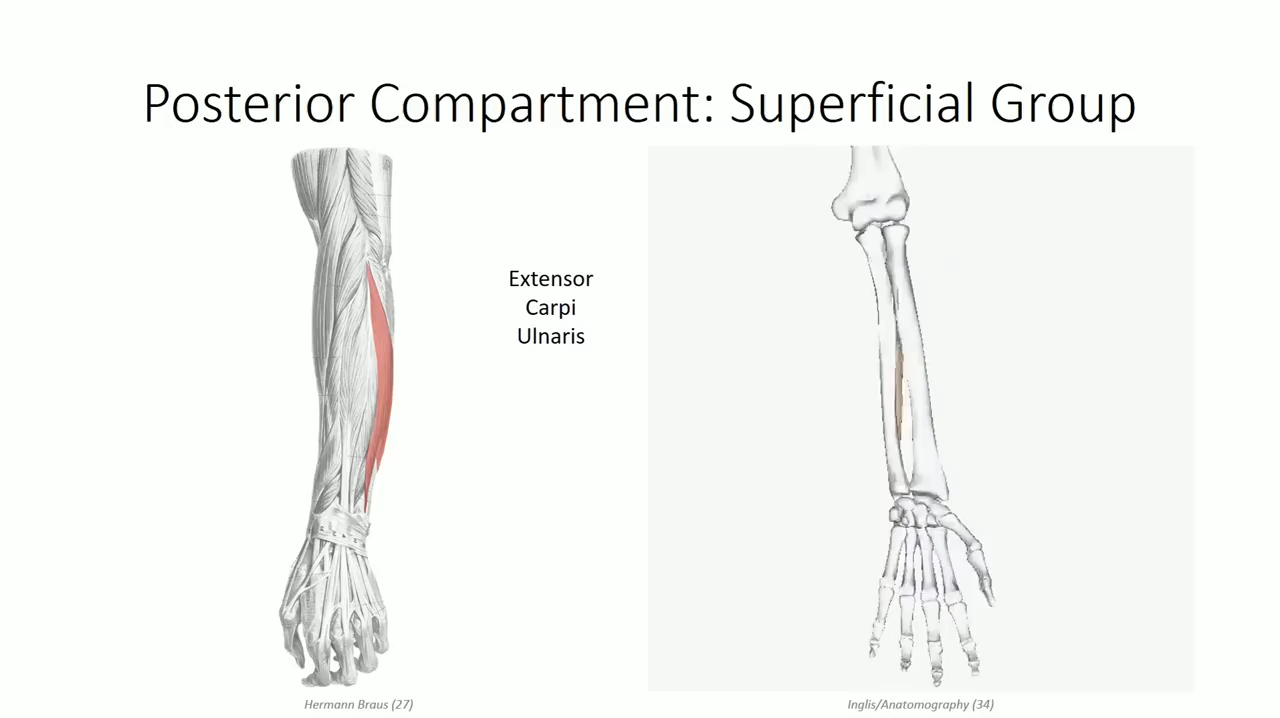 Posterior Compartment: Superficial Group
Extensor
Carpi
Ulnaris
Hermann Braus (27)
Inglis/Anatomography (34)